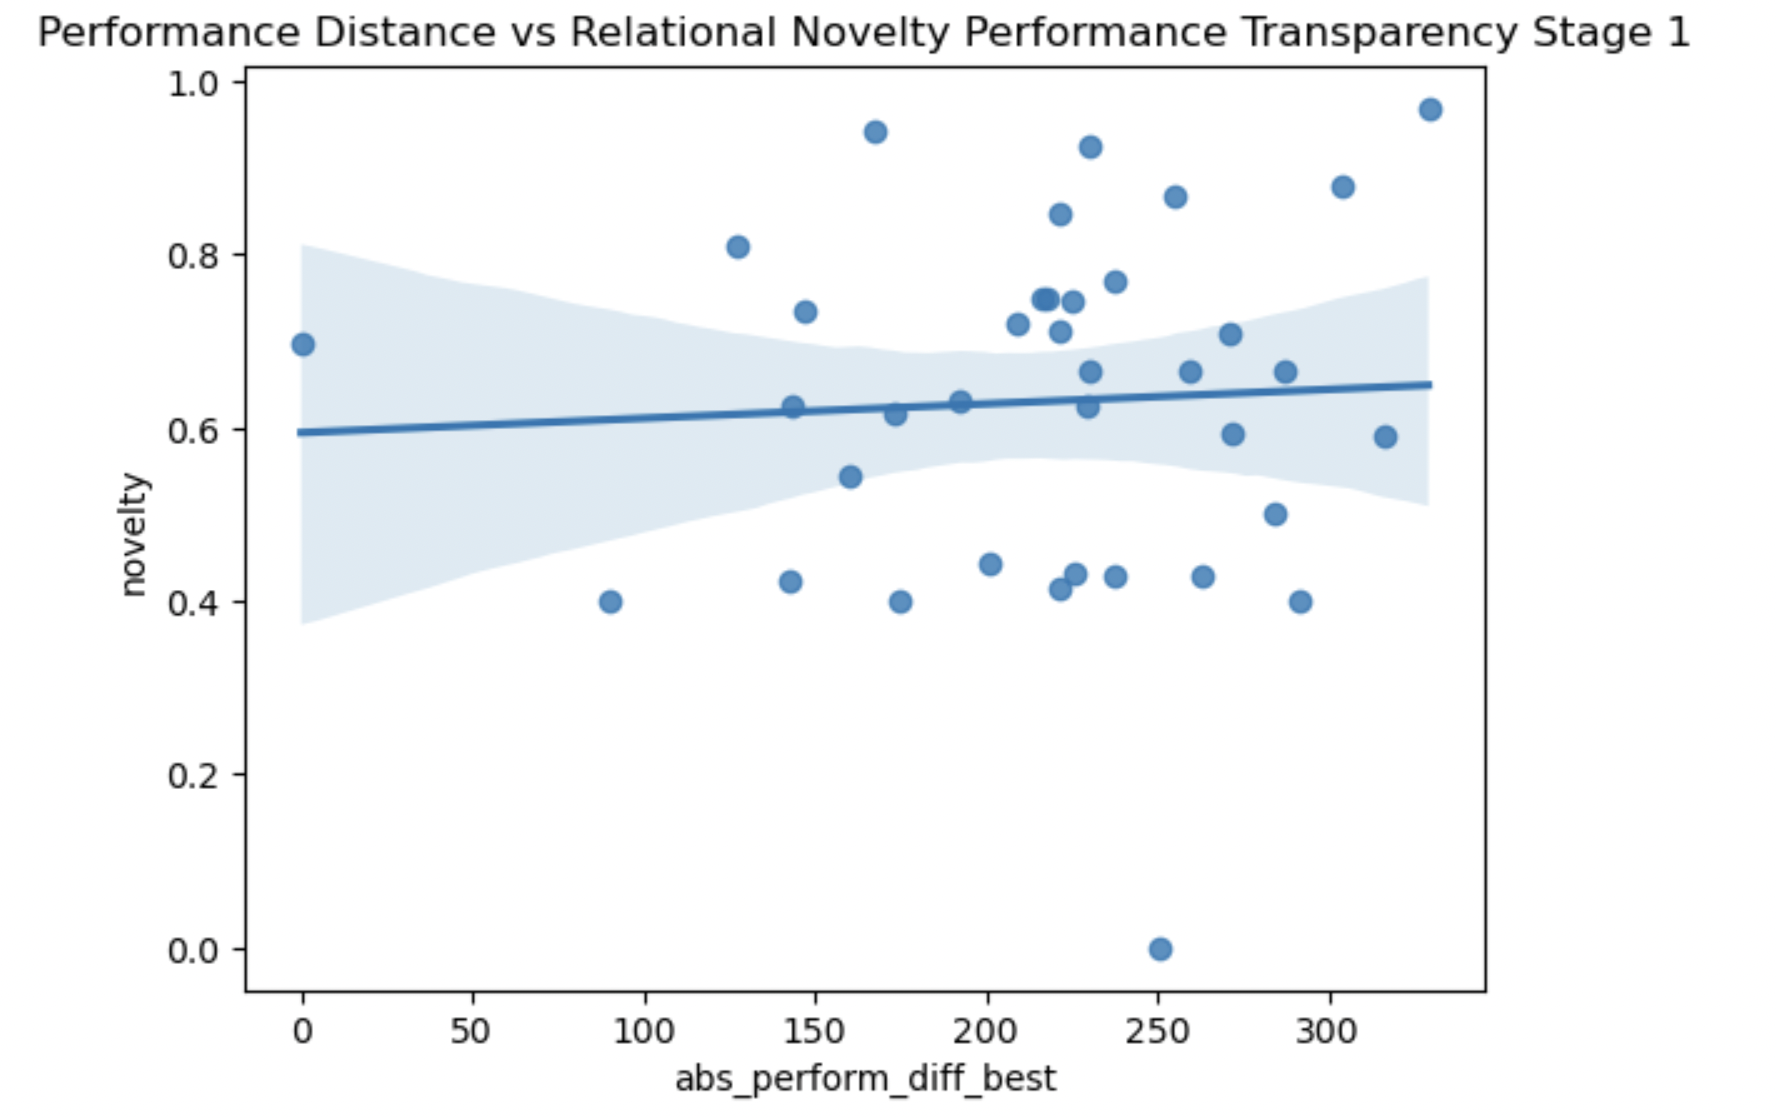 Performance Distance vs Relational Novelty Performance Transparency Stage 1
1.0
0.8
0.6
0.4
0.2
0.0
novelty
0 50 100 150 200 250 300
abs_perform_diff_best